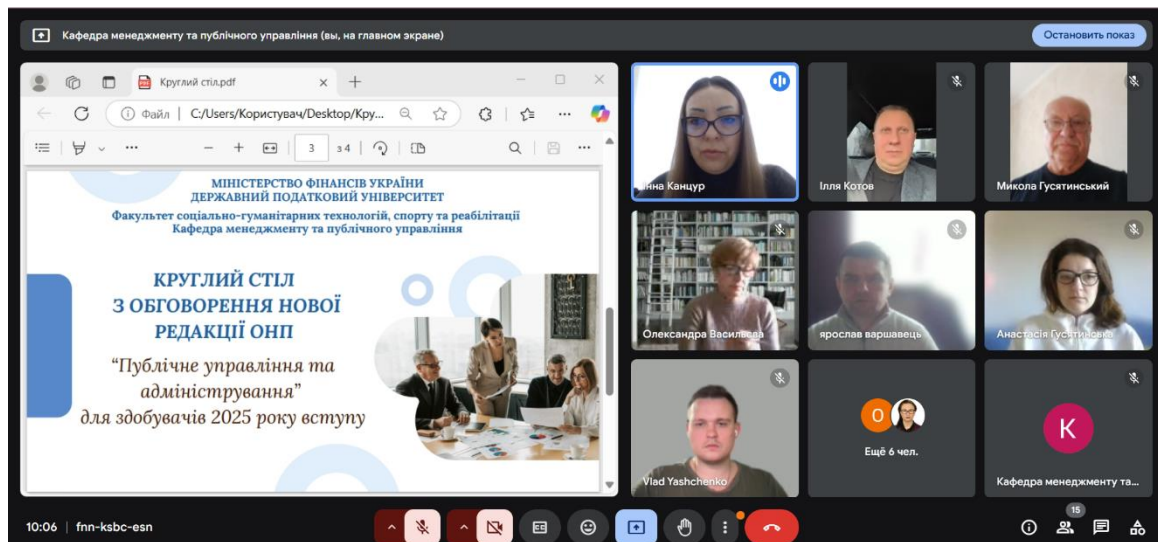 Кафедра менеджменту та публічного управління (вы, на главном экране)
Остановить показ
Круглий стіл.pdf
Файл | C:/Users/Користувач/Desktop/Кру...
3 з 4
МІНІСТЕРСТВО ФІНАНСІВ УКРАЇНИ
ДЕРЖАВНИЙ ПОДАТКОВИЙ УНІВЕРСИТЕТ
Факультет соціально-гуманітарних технологій, спорту та реабілітації
Кафедра менеджменту та публічного управління
КРУГЛИЙ СТІЛ
З ОБГОВОРЕННЯ НОВОЇ
РЕДАКЦІЇ ОНП
“Публічне управління та
адміністрування”
для здобувачів 2025 року вступу
Інна Канцур
Ілля Котов
Микола Гусятинський
Олександра Васильєва
ярослав варшавець
Анастасія Гусятинська
Vlad Yashchenko
О
Ещё 6 чел.
К
Кафедра менеджменту та...
10:06 | fnn-ksbc-esn
15